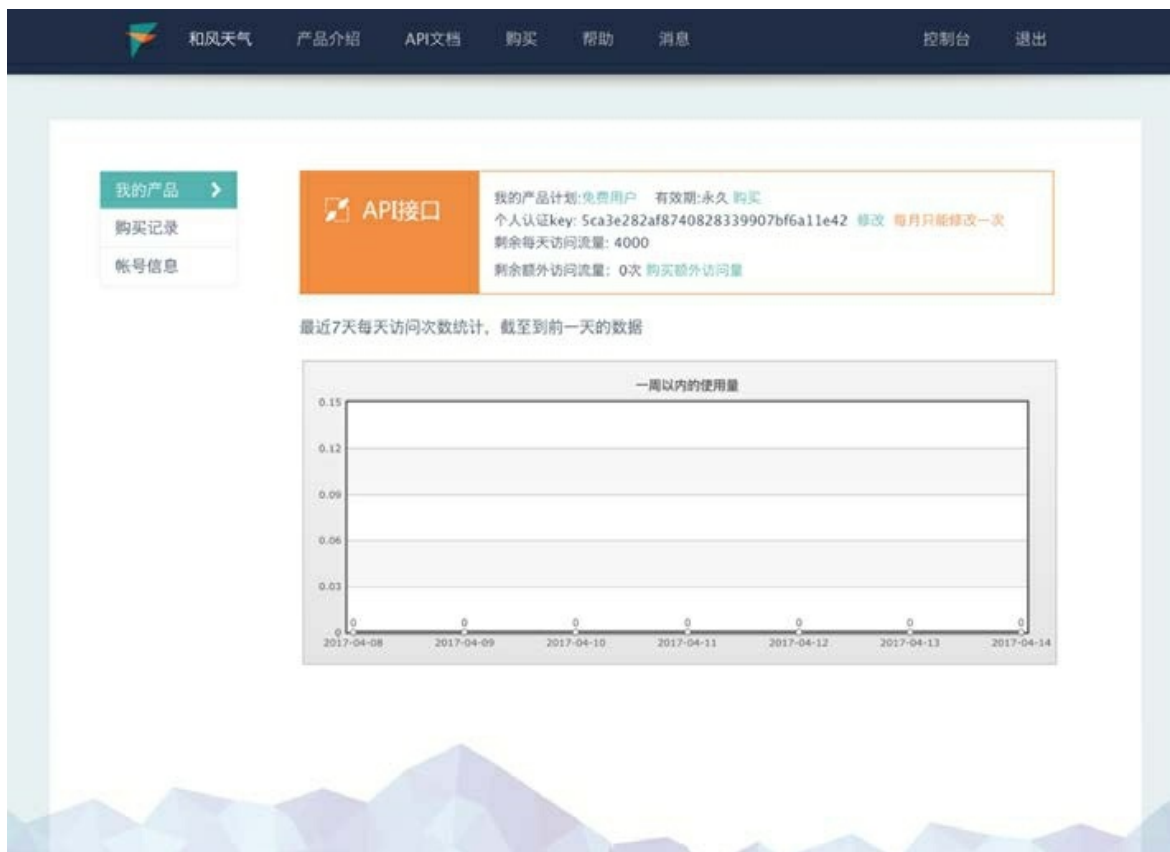 和风天气 产品介绍 API文档 购买 帮助 消息 控制台 退出
我的产品
购买记录
帐号信息
API接口
我的产品计划:免费用户 有效期:永久 购买
个人认证key: 5ca3e282af8740828339907bf6a11e42 修改 每月只能修改一次
剩余每天访问流量: 4000
剩余额外访问流量: 0次 购买额外访问量
最近7天每天访问次数统计，截至到前一天的数据
一周以内的使用量
0.15
0.12
0.09
0.06
0.03
0
0 0 0 0 0 0 0
2017-04-08 2017-04-09 2017-04-10 2017-04-11 2017-04-12 2017-04-13 2017-04-14